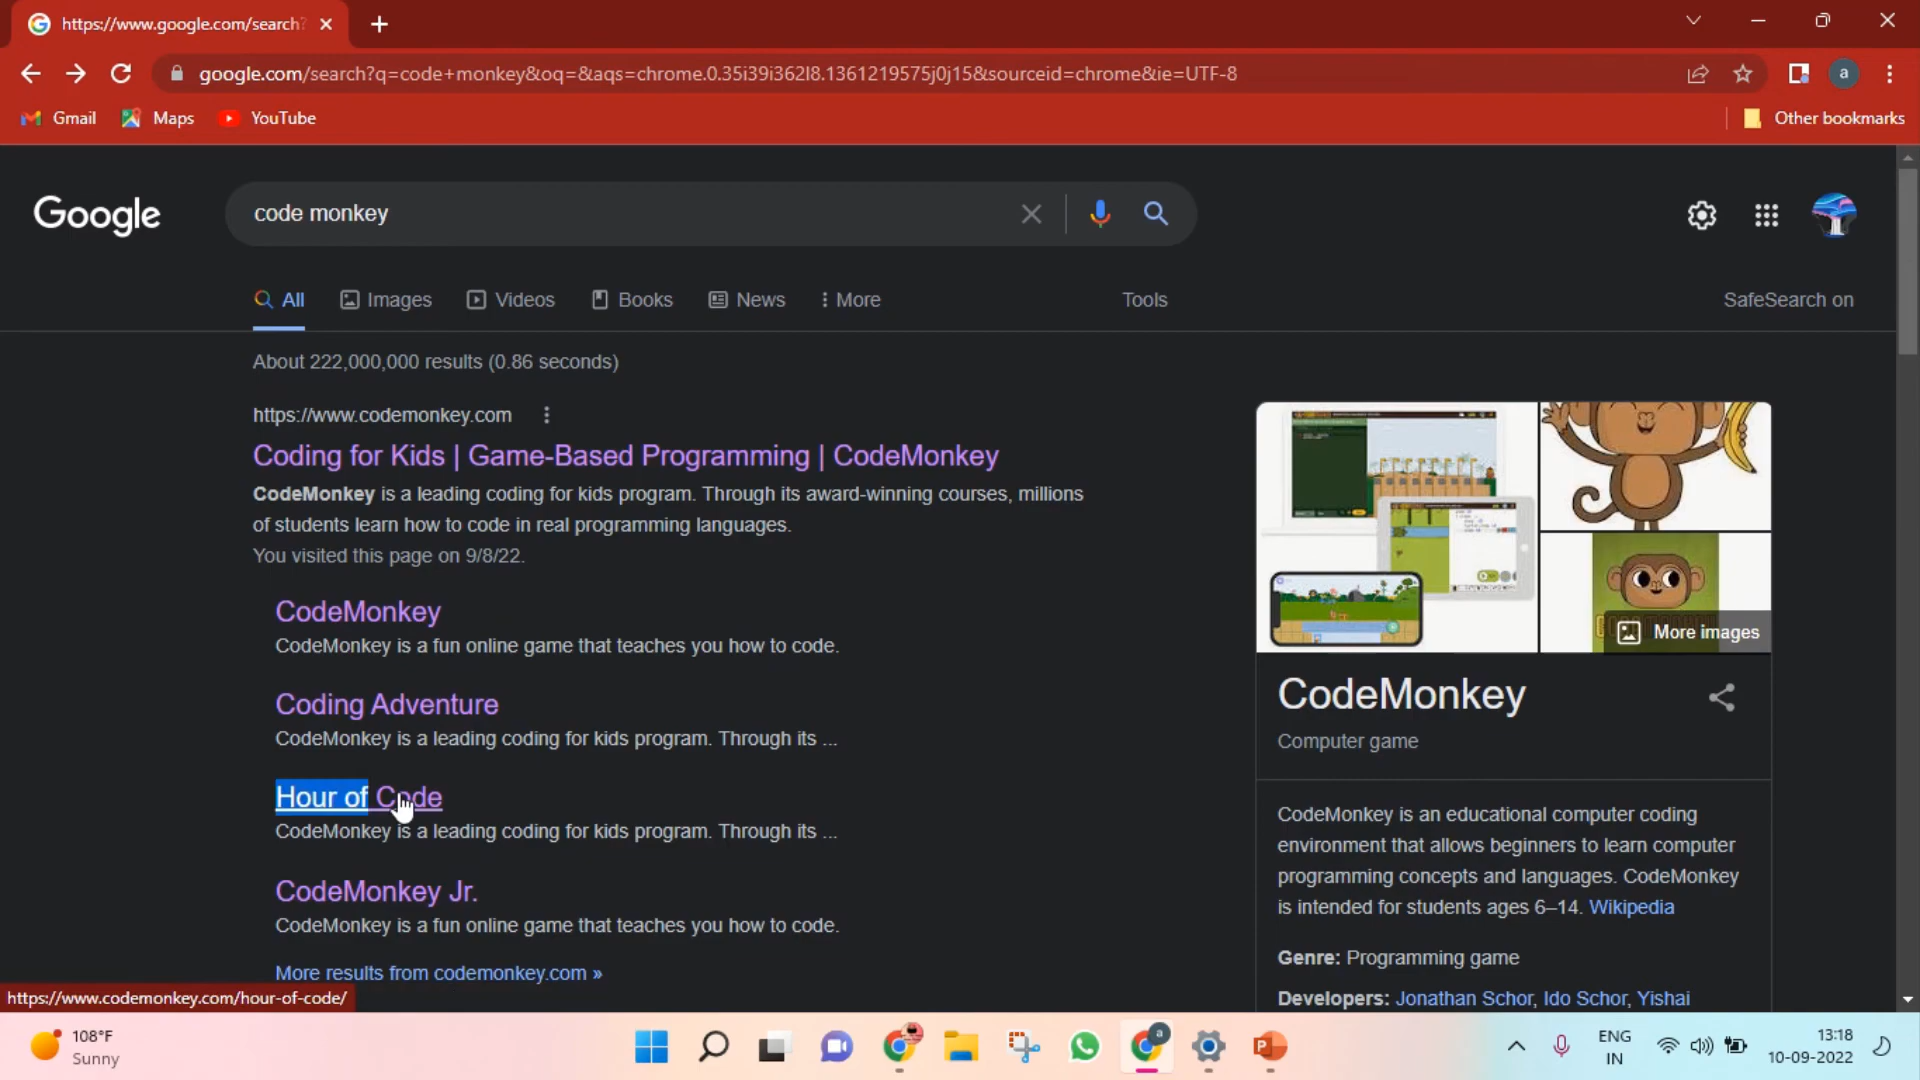 https://www.google.com/search?
google.com/search?q=code+monkey&oq=&aqs=chrome.0.35i39i362l8.1361219575j0j15&sourceid=chrome&ie=UTF-8
a
Gmail
Maps
YouTube
Other bookmarks
Google
code monkey
All
Images
Videos
Books
News
More
Tools
SafeSearch on
About 222,000,000 results (0.86 seconds)
https://www.codemonkey.com
Coding for Kids | Game-Based Programming | CodeMonkey
CodeMonkey is a leading coding for kids program. Through its award-winning courses, millions
of students learn how to code in real programming languages.
You visited this page on 9/8/22.
CodeMonkey
CodeMonkey is a fun online game that teaches you how to code.
Coding Adventure
CodeMonkey is a leading coding for kids program. Through its ...
Hour of Code
CodeMonkey is a leading coding for kids program. Through its ...
CodeMonkey Jr.
CodeMonkey is a fun online game that teaches you how to code.
More results from codemonkey.com »
More images
CodeMonkey
Computer game
CodeMonkey is an educational computer coding
environment that allows beginners to learn computer
programming concepts and languages. CodeMonkey
is intended for students ages 6–14. Wikipedia
Genre: Programming game
Developers: Jonathan Schor, Ido Schor, Yishai
https://www.codemonkey.com/hour-of-code/
108°F
Sunny
a
ENG
IN
13:18
10-09-2022